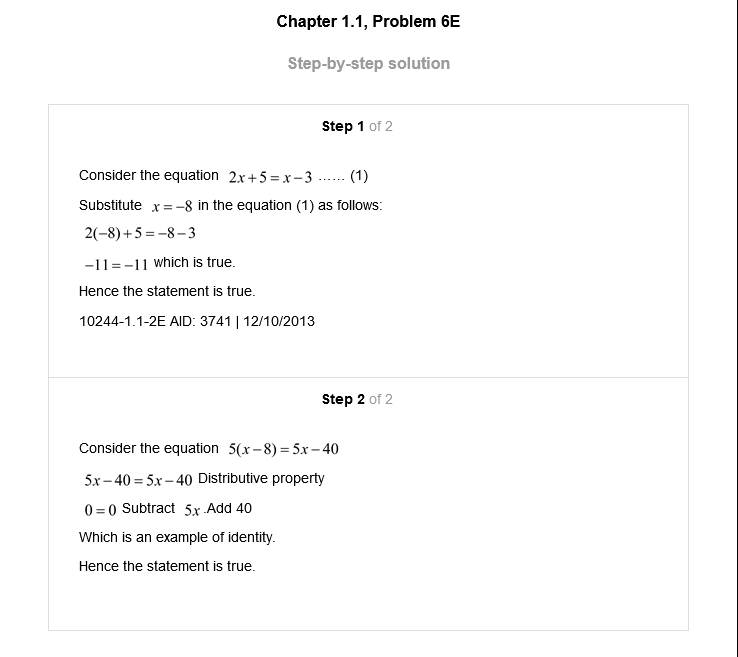 Chapter 1.1, Problem 6E
Step-by-step solution
Step 1 of 2
Consider the equation 2x+5=x−3 ...... (1)
Substitute x=−8 in the equation (1) as follows:
2(−8)+5=−8−3
−11=−11 which is true.
Hence the statement is true.
10244-1.1-2E AID: 3741 | 12/10/2013
Step 2 of 2
Consider the equation 5(x−8)=5x−40
5x−40=5x−40 Distributive property
0=0 Subtract 5x .Add 40
Which is an example of identity.
Hence the statement is true.